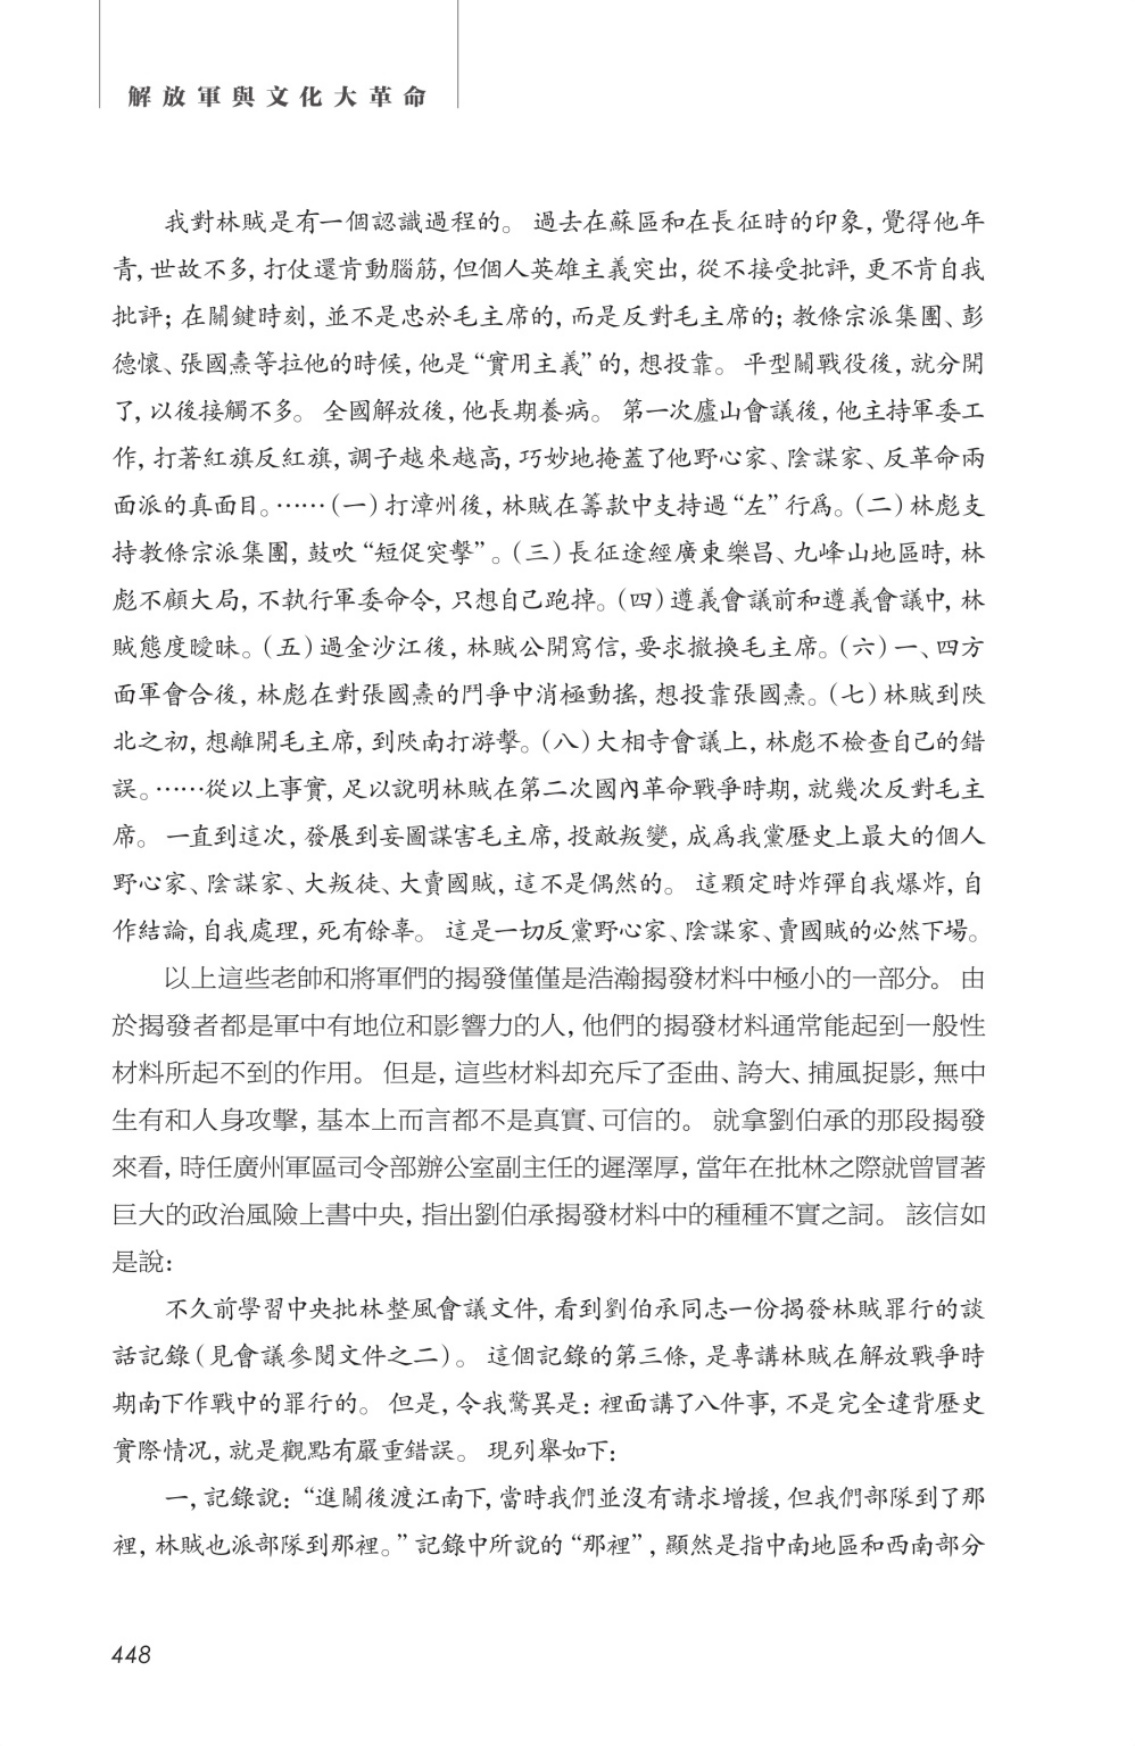 解放軍與文化大革命
我對林賊是有一個認識過程的。 過去在蘇區和在長征時的印象, 覺得他年
青, 世故不多, 打仗還肯動腦筋, 但個人英雄主義突出, 從不接受批評, 更不肯自我
批評; 在關鍵時刻, 並不是忠於毛主席的, 而是反對毛主席的; 教條宗派集團、彭
德懷、張國燾等拉他的時候, 他是“實用主義”的, 想投靠。 平型關戰役後, 就分開
了, 以後接觸不多。 全國解放後, 他長期養病。 第一次廬山會議後, 他主持軍委工
作, 打著紅旗反紅旗, 調子越來越高, 巧妙地掩蓋了他野心家、陰謀家、反革命兩
面派的真面目。……(一)打漳州後, 林賊在籌款中支持過“左”行爲。(二)林彪支
持教條宗派集團, 鼓吹“短促突擊”。(三)長征途經廣東樂昌、九峰山地區時, 林
彪不顧大局, 不執行軍委命令, 只想自己跑掉。(四)遵義會議前和遵義會議中, 林
賊態度曖昧。(五)過金沙江後, 林賊公開寫信, 要求撤換毛主席。(六)一、四方
面軍會合後, 林彪在對張國燾的鬥爭中消極動搖, 想投靠張國燾。(七)林賊到陝
北之初, 想離開毛主席, 到陝南打游擊。(八)大相寺會議上, 林彪不檢查自己的錯
誤。……從以上事實, 足以說明林賊在第二次國內革命戰爭時期, 就幾次反對毛主
席。 一直到這次, 發展到妄圖謀害毛主席, 投敵叛變, 成爲我黨歷史上最大的個人
野心家、陰謀家、大叛徒、大賣國賊, 這不是偶然的。 這顆定時炸彈自我爆炸, 自
作結論, 自我處理, 死有餘辜。 這是一切反黨野心家、陰謀家、賣國賊的必然下場。
以上這些老帥和將軍們的揭發僅僅是浩瀚揭發材料中極小的一部分。 由
於揭發者都是軍中有地位和影響力的人, 他們的揭發材料通常能起到一般性
材料所起不到的作用。 但是, 這些材料却充斥了歪曲、誇大、捕風捉影, 無中
生有和人身攻擊, 基本上而言都不是真實、可信的。 就拿劉伯承的那段揭發
來看, 時任廣州軍區司令部辦公室副主任的遲澤厚, 當年在批林之際就曾冒著
巨大的政治風險上書中央, 指出劉伯承揭發材料中的種種不實之詞。 該信如
是說:
不久前學習中央批林整風會議文件, 看到劉伯承同志一份揭發林賊罪行的談
話記錄(見會議參閱文件之二)。 這個記錄的第三條, 是專講林賊在解放戰爭時
期南下作戰中的罪行的。 但是, 令我驚異是: 裡面講了八件事, 不是完全違背歷史
實際情况, 就是觀點有嚴重錯誤。 現列舉如下:
一, 記錄說: “進關後渡江南下, 當時我們並沒有請求增援, 但我們部隊到了那
裡, 林賊也派部隊到那裡。” 記錄中所說的“那裡”, 顯然是指中南地區和西南部分
448